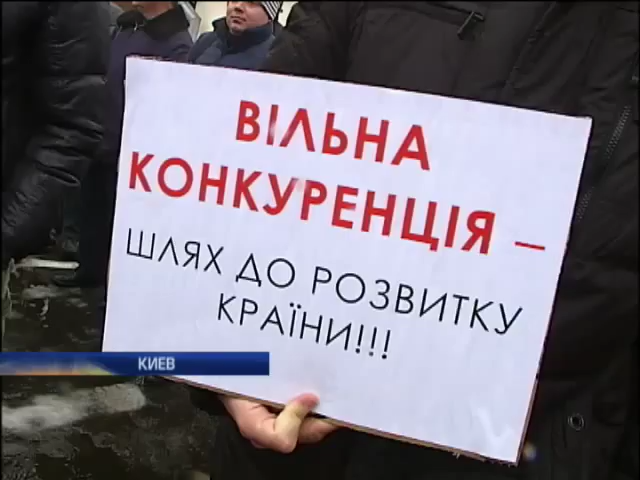 ВІЛЬНА
КОНКУРЕНЦІЯ –
ШЛЯХ ДО РОЗВИТКУ
КРАЇНИ!!!
КИЕВ